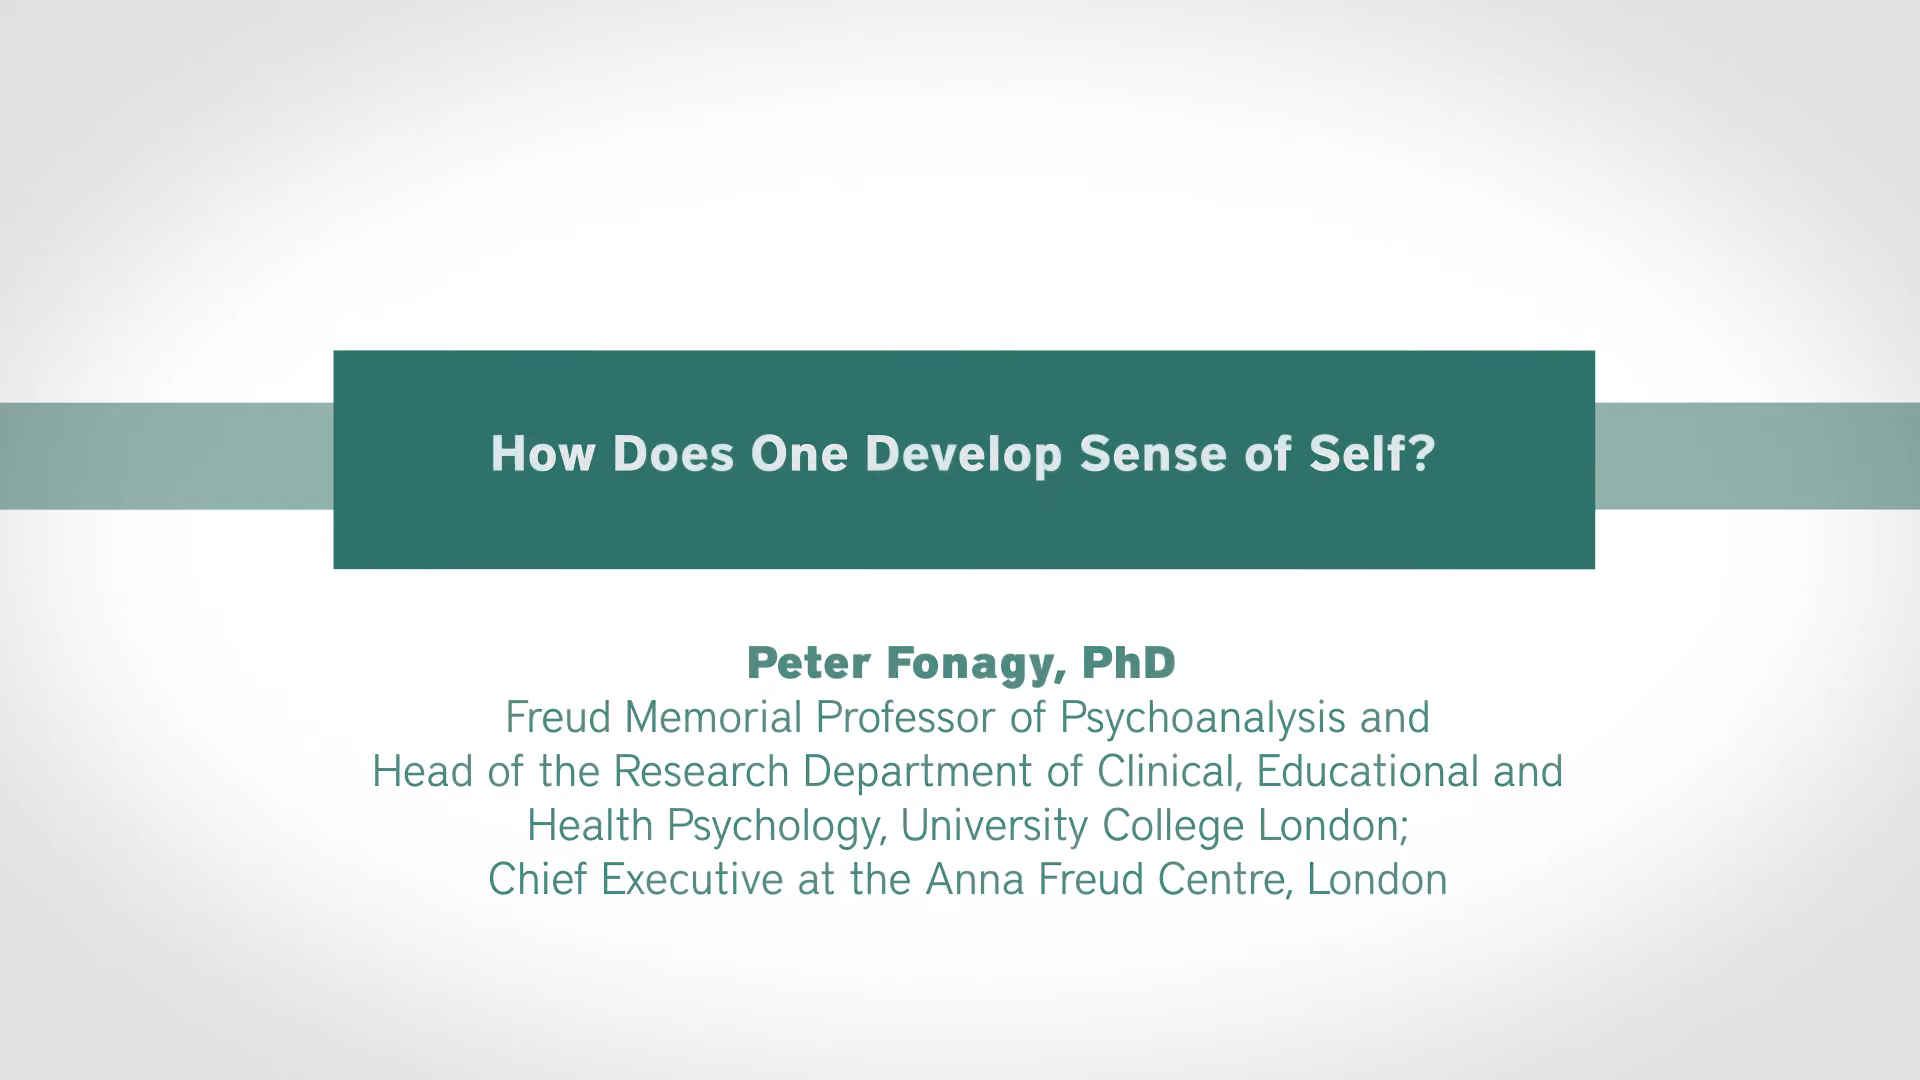 How Does One Develop Sense of Self?
Peter Fonagy, PhD
Freud Memorial Professor of Psychoanalysis and
Head of the Research Department of Clinical, Educational and
Health Psychology, University College London;
Chief Executive at the Anna Freud Centre, London